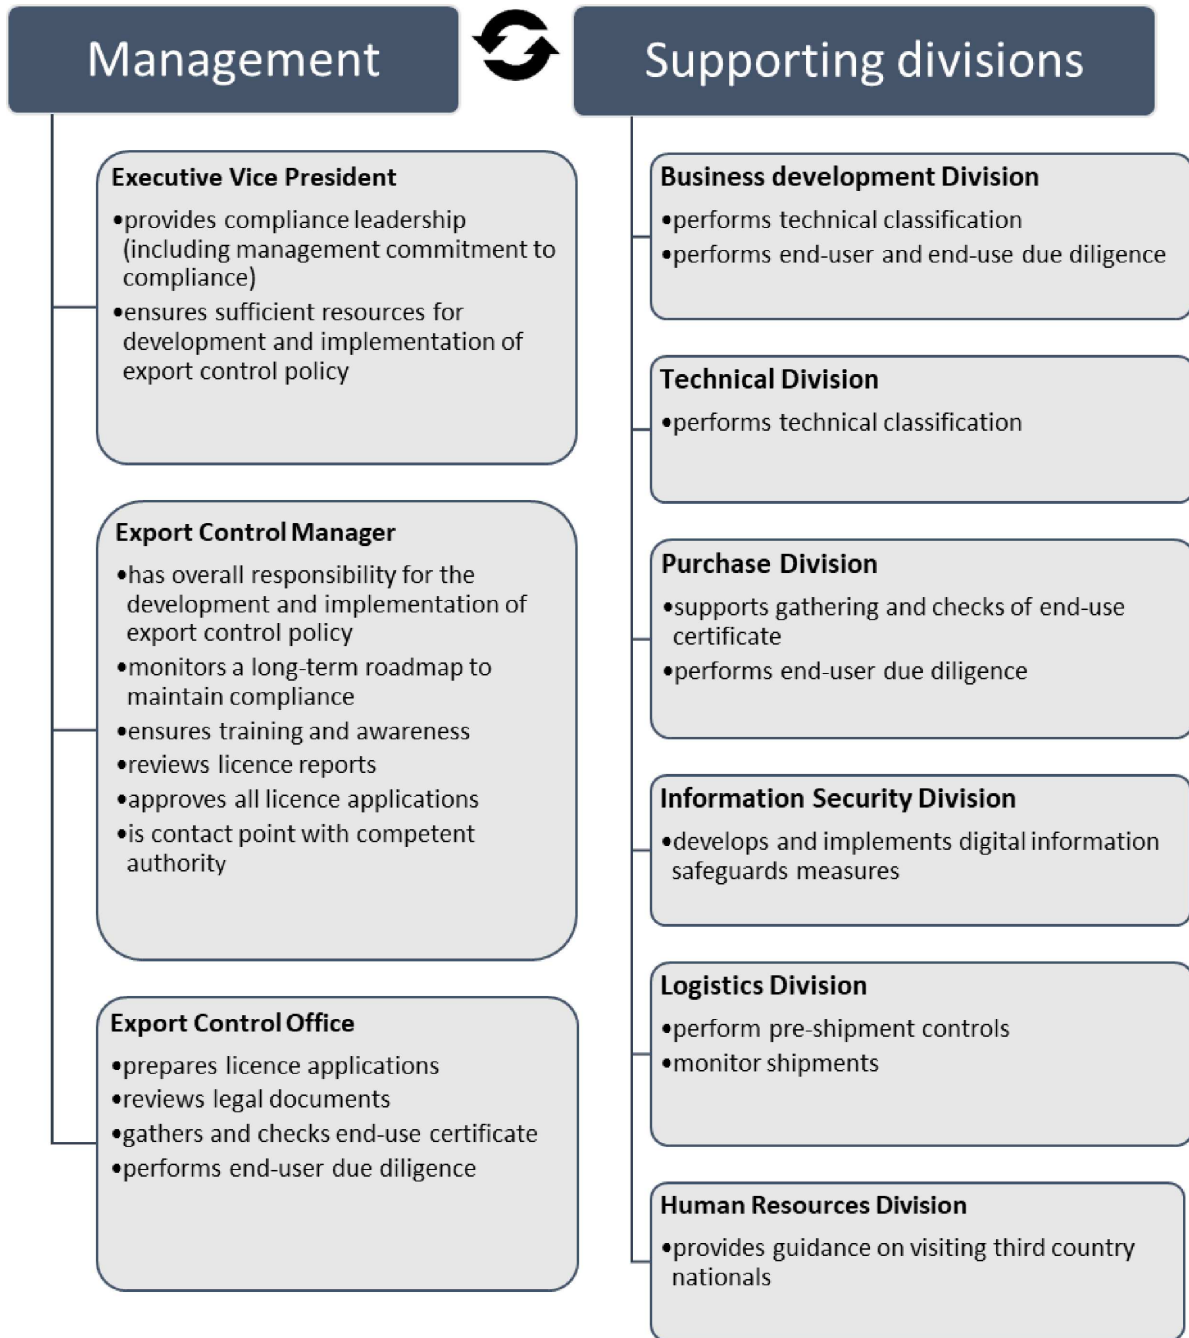 Management
Executive Vice President
•provides compliance leadership
(including management commitment to
compliance)
•ensures sufficient resources for
development and implementation of
export control policy
Export Control Manager
•has overall responsibility for the
development and implementation of
export control policy
•monitors a long-term roadmap to
maintain compliance
•ensures training and awareness
•reviews licence reports
•approves all licence applications
•is contact point with competent
authority
Export Control Office
•prepares licence applications
•reviews legal documents
•gathers and checks end-use certificate
•performs end-user due diligence
Supporting divisions
Business development Division
•performs technical classification
•performs end-user and end-use due diligence
Technical Division
•performs technical classification
Purchase Division
•supports gathering and checks of end-use
certificate
•performs end-user due diligence
Information Security Division
•develops and implements digital information
safeguards measures
Logistics Division
•perform pre-shipment controls
•monitor shipments
Human Resources Division
•provides guidance on visiting third country
nationals